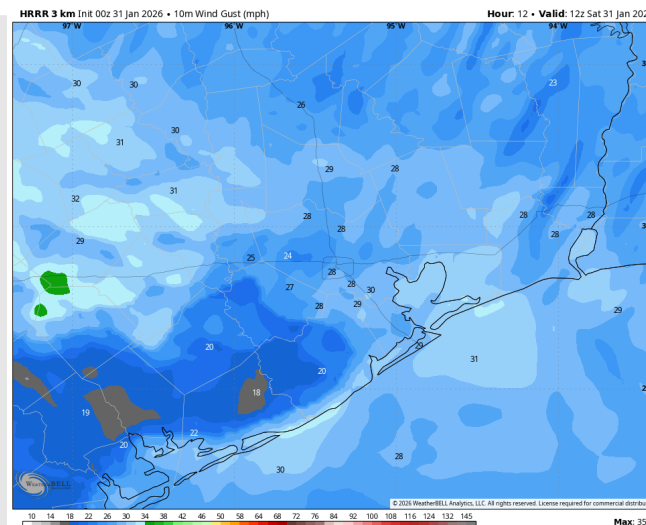 HRRR 3 km Init 00z 31 Jan 2026 • 10m Wind Gust (mph)
Hour: 12 • Valid: 12z Sat 31 Jan 202
97°W 96°W 95°W 94°W
30 30 23
26
31 30
29 28
32 31
28 28 28
28 28
29
25 24
28
27 28 30
28 29
29
20 29
31
20
18
19
22
20
28
30
WeatherBELL
© 2026 WeatherBELL Analytics, LLC. All rights reserved. License required for commercial distribu
10 14 16 18 22 26 30 34 38 42 46 50 58 64 68 72 76 84 92 100 108 116 124 132 145
Max: 35